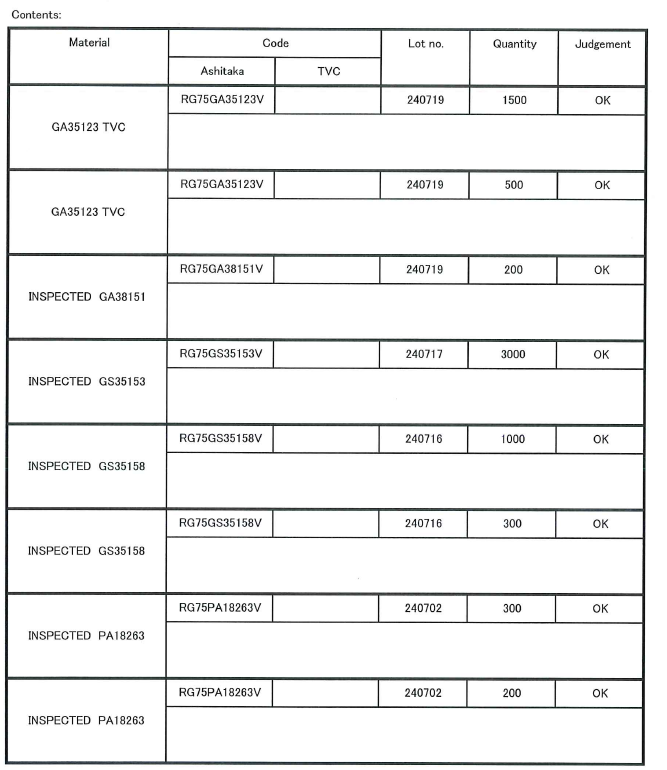 Contents:
Material Code Lot no. Quantity Judgement
Ashitaka TVC
RG75GA35123V 240719 1500 OK
GA35123 TVC
RG75GA35123V 240719 500 OK
GA35123 TVC
RG75GA38151V 240719 200 OK
INSPECTED GA38151
RG75GS35153V 240717 3000 OK
INSPECTED GS35153
RG75GS35158V 240716 1000 OK
INSPECTED GS35158
RG75GS35158V 240716 300 OK
INSPECTED GS35158
RG75PA18263V 240702 300 OK
INSPECTED PA18263
RG75PA18263V 240702 200 OK
INSPECTED PA18263